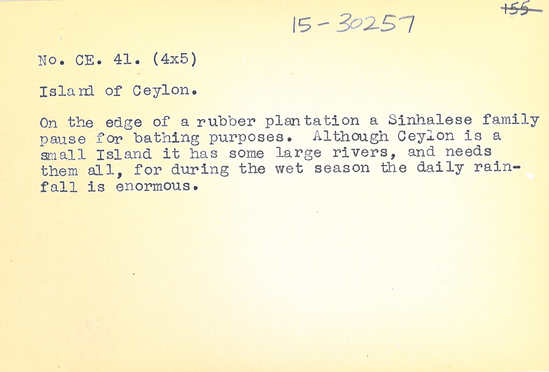 155
15-30257
No. CE. 41. (4x5)
Island of Ceylon.
On the edge of a rubber plantation a Sinhalese family
pause for bathing purposes. Although Ceylon is a
small Island it has some large rivers, and needs
them all, for during the wet season the daily rain-
fall is enormous.